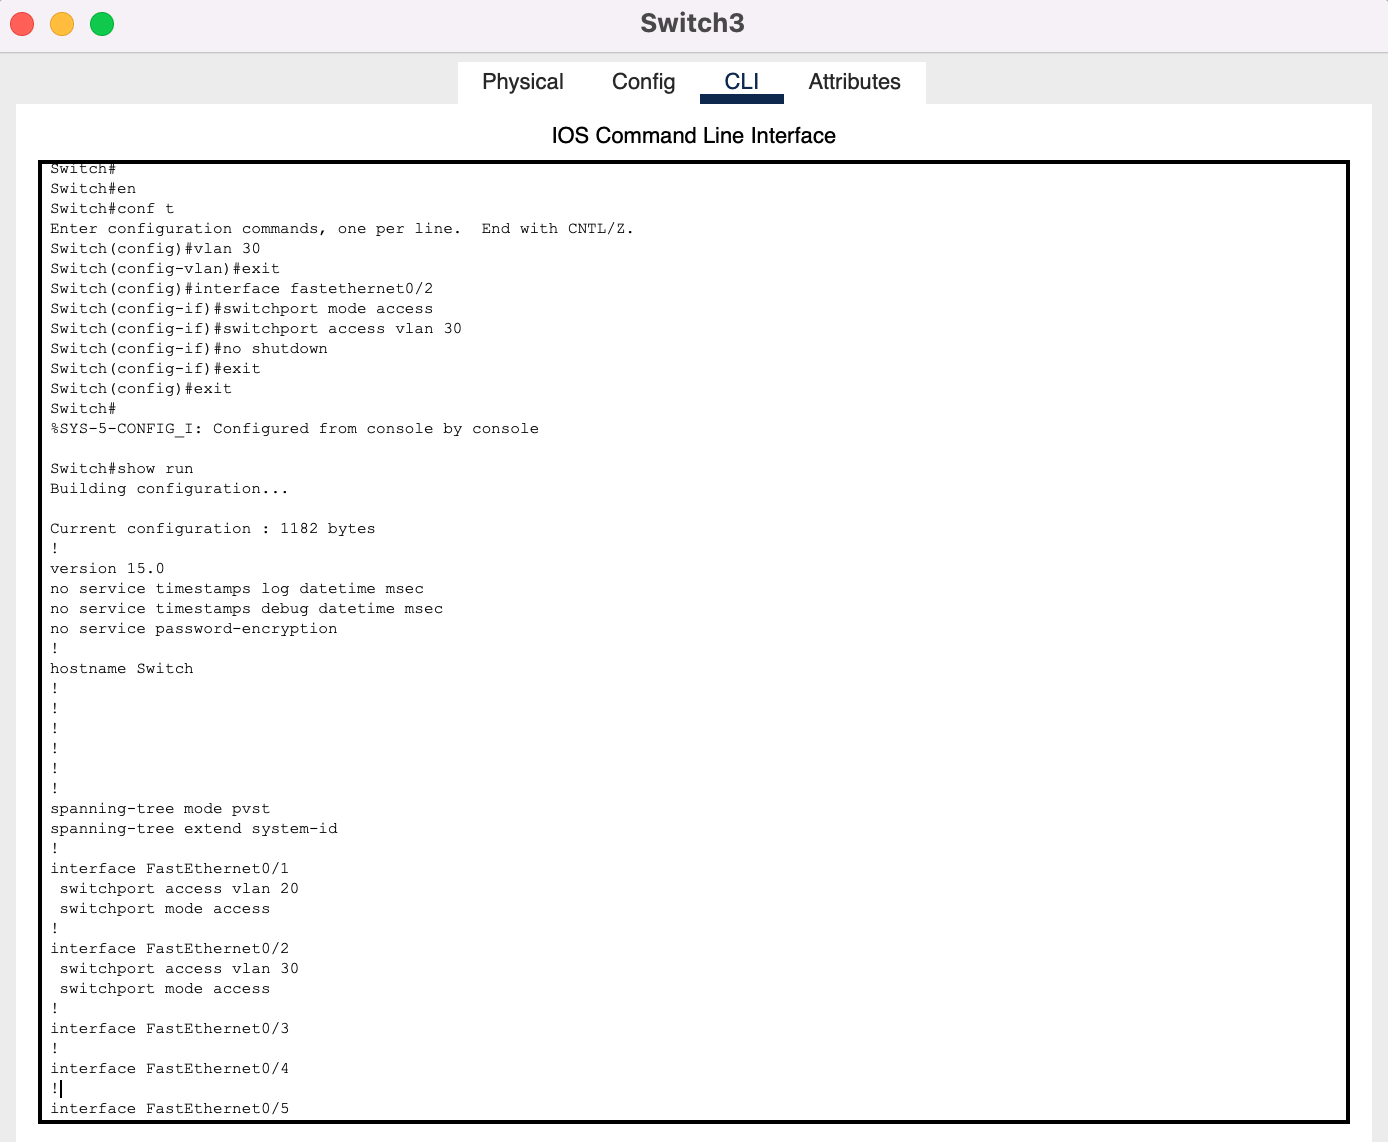 Switch3
Physical Config CLI Attributes
IOS Command Line Interface
Switch#
Switch#en
Switch#conf t
Enter configuration commands, one per line.  End with CNTL/Z.
Switch(config)#vlan 30
Switch(config-vlan)#exit
Switch(config)#interface fastethernet0/2
Switch(config-if)#switchport mode access
Switch(config-if)#switchport access vlan 30
Switch(config-if)#no shutdown
Switch(config-if)#exit
Switch(config)#exit
Switch#
%SYS-5-CONFIG_I: Configured from console by console
Switch#show run
Building configuration...
Current configuration : 1182 bytes
!
version 15.0
no service timestamps log datetime msec
no service timestamps debug datetime msec
no service password-encryption
!
hostname Switch
!
!
!
!
!
!
spanning-tree mode pvst
spanning-tree extend system-id
!
interface FastEthernet0/1
 switchport access vlan 20
 switchport mode access
!
interface FastEthernet0/2
 switchport access vlan 30
 switchport mode access
!
interface FastEthernet0/3
!
interface FastEthernet0/4
!
interface FastEthernet0/5